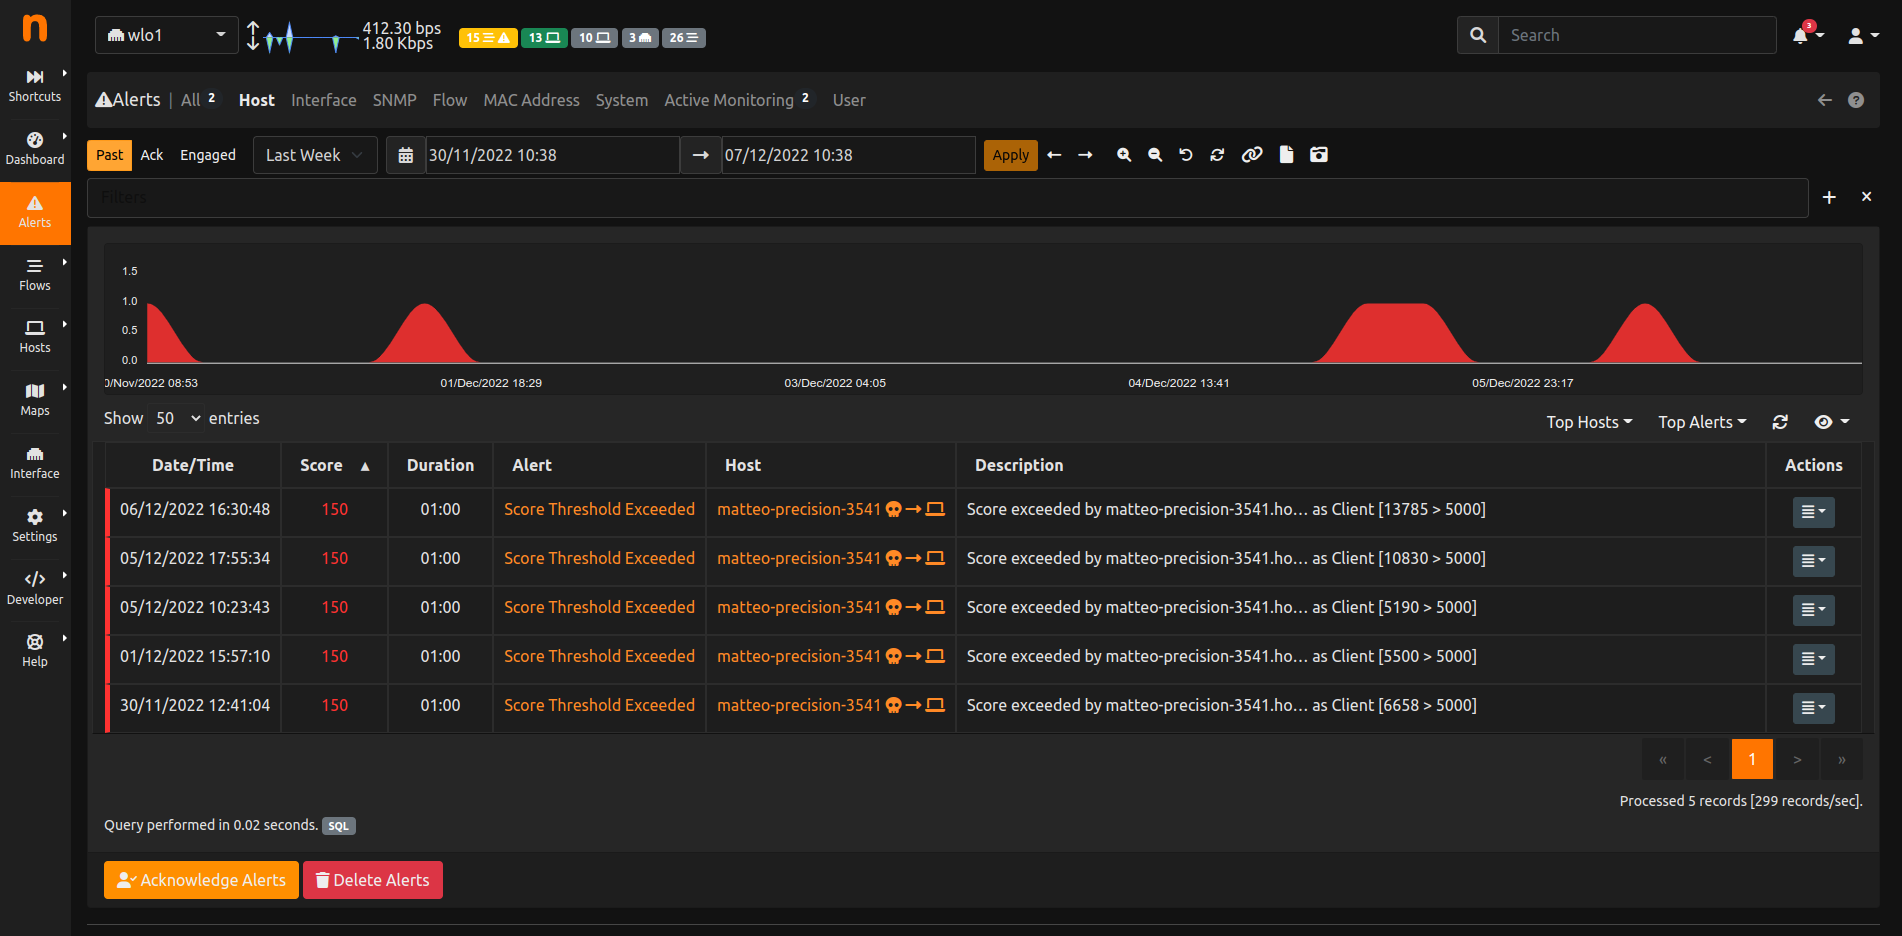 n
wlo1
412.30 bps
1.80 Kbps
15
13
10
3
26
Search
3
Shortcuts
Dashboard
Alerts
Flows
Hosts
Maps
Interface
Settings
Developer
Help
Alerts | All 2 Host Interface SNMP Flow MAC Address System Active Monitoring 2 User
Past Ack Engaged Last Week 30/11/2022 10:38 → 07/12/2022 10:38 Apply
Filters
1.5
1.0
0.5
0.0
0/Nov/2022 08:53 01/Dec/2022 18:29 03/Dec/2022 04:05 04/Dec/2022 13:41 05/Dec/2022 23:17
Show 50 entries
Top Hosts Top Alerts
Date/Time Score ▲ Duration Alert Host Description Actions
06/12/2022 16:30:48 150 01:00 Score Threshold Exceeded matteo-precision-3541 Score exceeded by matteo-precision-3541.ho... as Client [13785 > 5000]
05/12/2022 17:55:34 150 01:00 Score Threshold Exceeded matteo-precision-3541 Score exceeded by matteo-precision-3541.ho... as Client [10830 > 5000]
05/12/2022 10:23:43 150 01:00 Score Threshold Exceeded matteo-precision-3541 Score exceeded by matteo-precision-3541.ho... as Client [5190 > 5000]
01/12/2022 15:57:10 150 01:00 Score Threshold Exceeded matteo-precision-3541 Score exceeded by matteo-precision-3541.ho... as Client [5500 > 5000]
30/11/2022 12:41:04 150 01:00 Score Threshold Exceeded matteo-precision-3541 Score exceeded by matteo-precision-3541.ho... as Client [6658 > 5000]
« < 1 > »
Processed 5 records [299 records/sec].
Query performed in 0.02 seconds. SQL
Acknowledge Alerts Delete Alerts